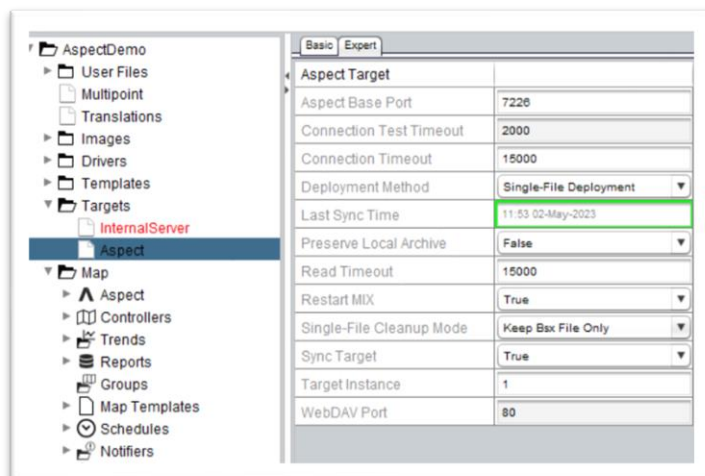 AspectDemo
User Files
Multipoint
Translations
Images
Drivers
Templates
Targets
InternalServer
Aspect
Map
Aspect
Controllers
Trends
Reports
Groups
Map Templates
Schedules
Notifiers
Basic Expert
Aspect Target
Aspect Base Port 7226
Connection Test Timeout 2000
Connection Timeout 15000
Deployment Method Single-File Deployment
Last Sync Time 11:53 02-May-2023
Preserve Local Archive False
Read Timeout 15000
Restart MIX True
Single-File Cleanup Mode Keep Bsx File Only
Sync Target True
Target Instance 1
WebDAV Port 80